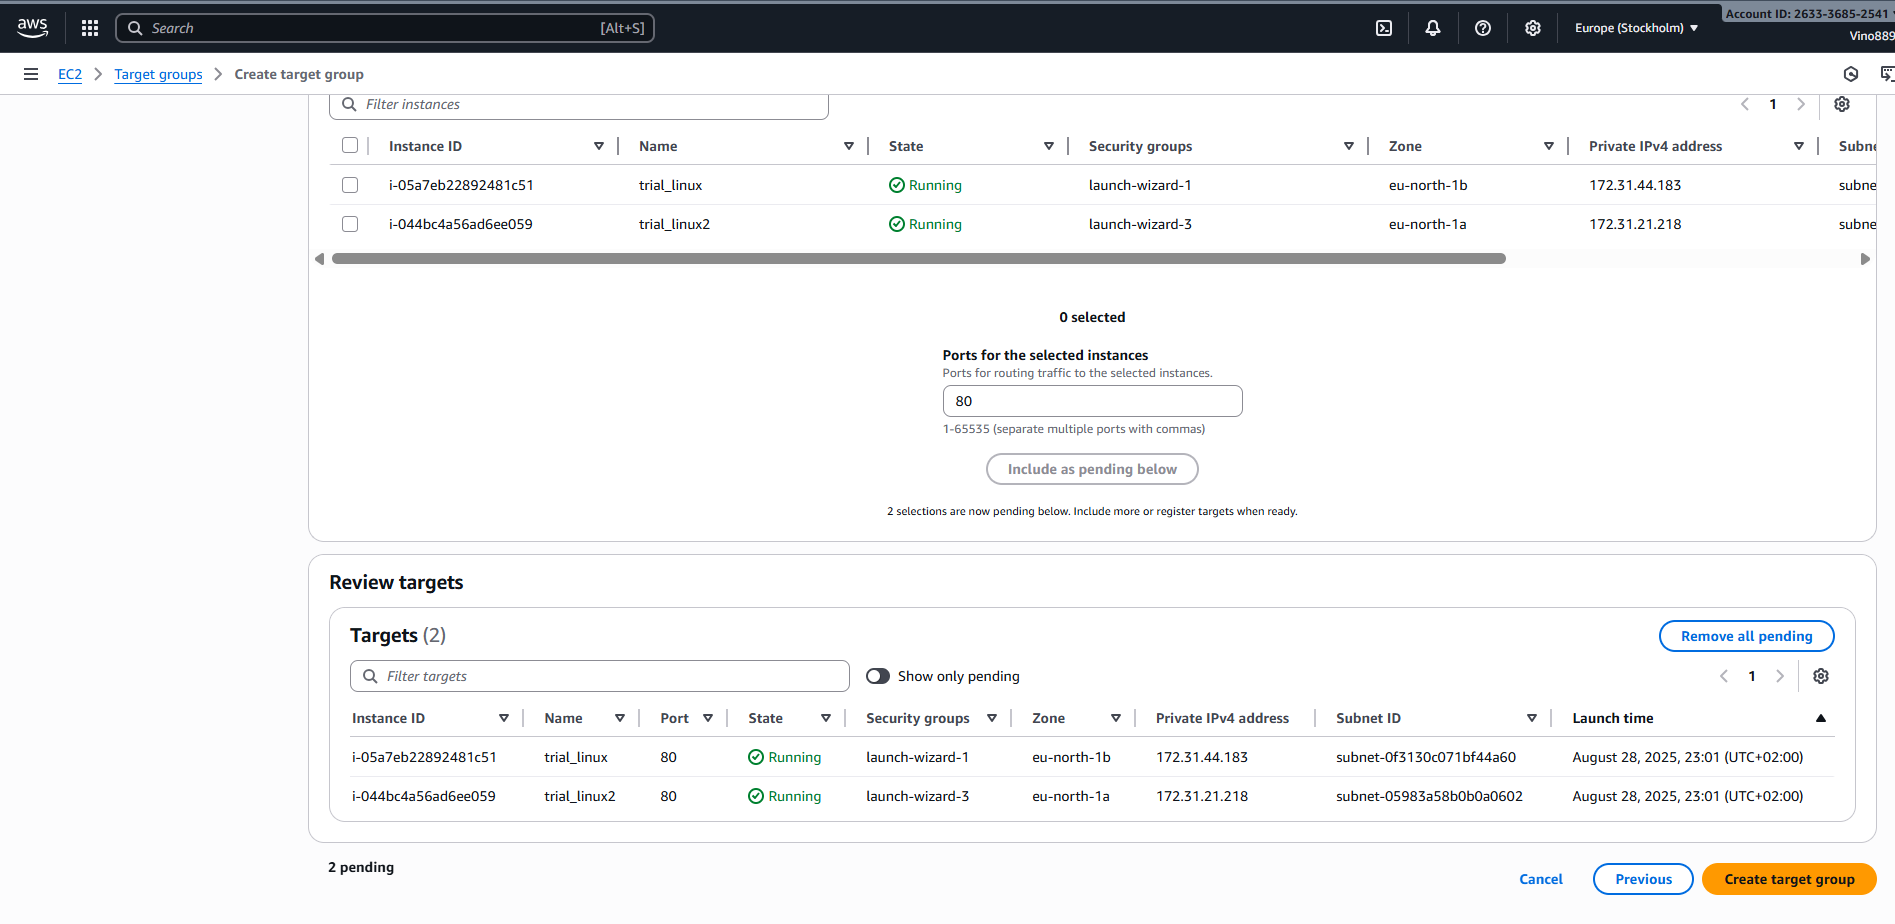 Account ID: 2633-3685-2541
aws Search [Alt+S] Europe (Stockholm)
Vino889
EC2 Target groups Create target group
Filter instances 1
Instance ID Name State Security groups Zone Private IPv4 address Subne
i-05a7eb22892481c51 trial_linux Running launch-wizard-1 eu-north-1b 172.31.44.183 subne
i-044bc4a56ad6ee059 trial_linux2 Running launch-wizard-3 eu-north-1a 172.31.21.218 subne
0 selected
Ports for the selected instances
Ports for routing traffic to the selected instances.
80
1-65535 (separate multiple ports with commas)
Include as pending below
2 selections are now pending below. Include more or register targets when ready.
Review targets
Targets (2) Remove all pending
Filter targets Show only pending 1
Instance ID Name Port State Security groups Zone Private IPv4 address Subnet ID Launch time
i-05a7eb22892481c51 trial_linux 80 Running launch-wizard-1 eu-north-1b 172.31.44.183 subnet-0f3130c071bf44a60 August 28, 2025, 23:01 (UTC+02:00)
i-044bc4a56ad6ee059 trial_linux2 80 Running launch-wizard-3 eu-north-1a 172.31.21.218 subnet-05983a58b0b0a0602 August 28, 2025, 23:01 (UTC+02:00)
2 pending
Cancel Previous Create target group